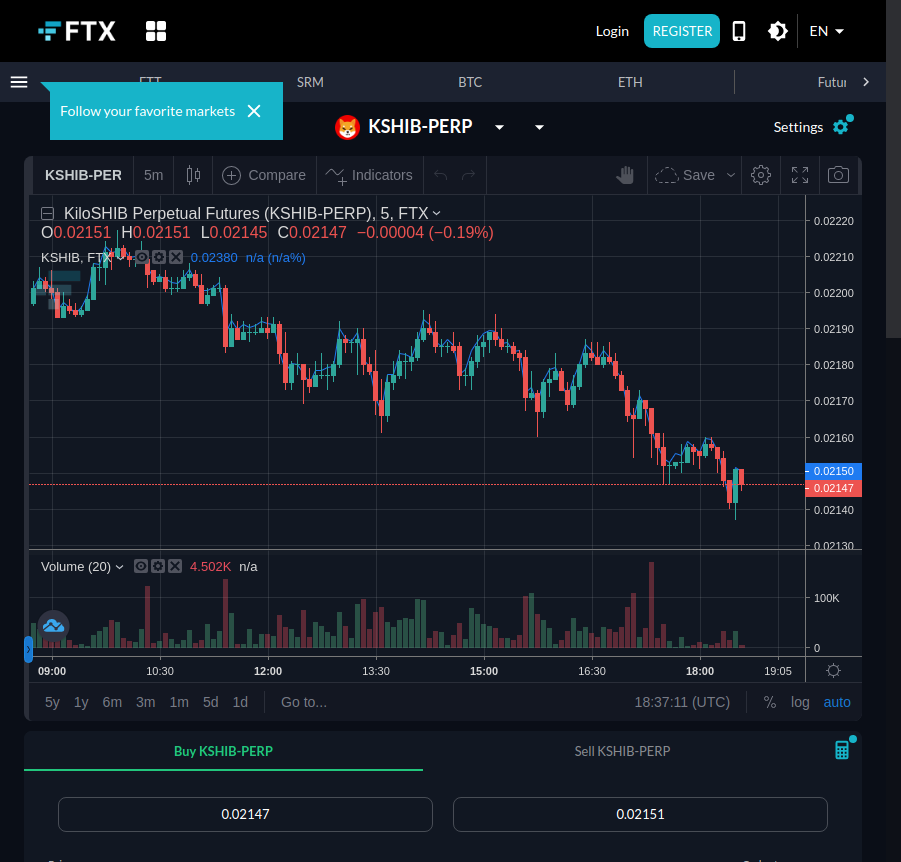 FTX
Login
REGISTER
EN
FTT
SRM
BTC
ETH
Futur
Follow your favorite markets
KSHIB-PERP
Settings
KSHIB-PER
5m
Compare
Indicators
Save
KiloSHIB Perpetual Futures (KSHIB-PERP), 5, FTX
O0.02151 H0.02151 L0.02145 C0.02147 −0.00004 (−0.19%)
KSHIB, FTX
0.02380 n/a (n/a%)
0.02220
0.02210
0.02200
0.02190
0.02180
0.02170
0.02160
0.02150
0.02147
0.02140
0.02130
Volume (20)
4.502K n/a
100K
0
09:00
10:30
12:00
13:30
15:00
16:30
18:00
19:05
5y
1y
6m
3m
1m
5d
1d
Go to...
18:37:11 (UTC)
%
log
auto
Buy KSHIB-PERP
Sell KSHIB-PERP
0.02147
0.02151